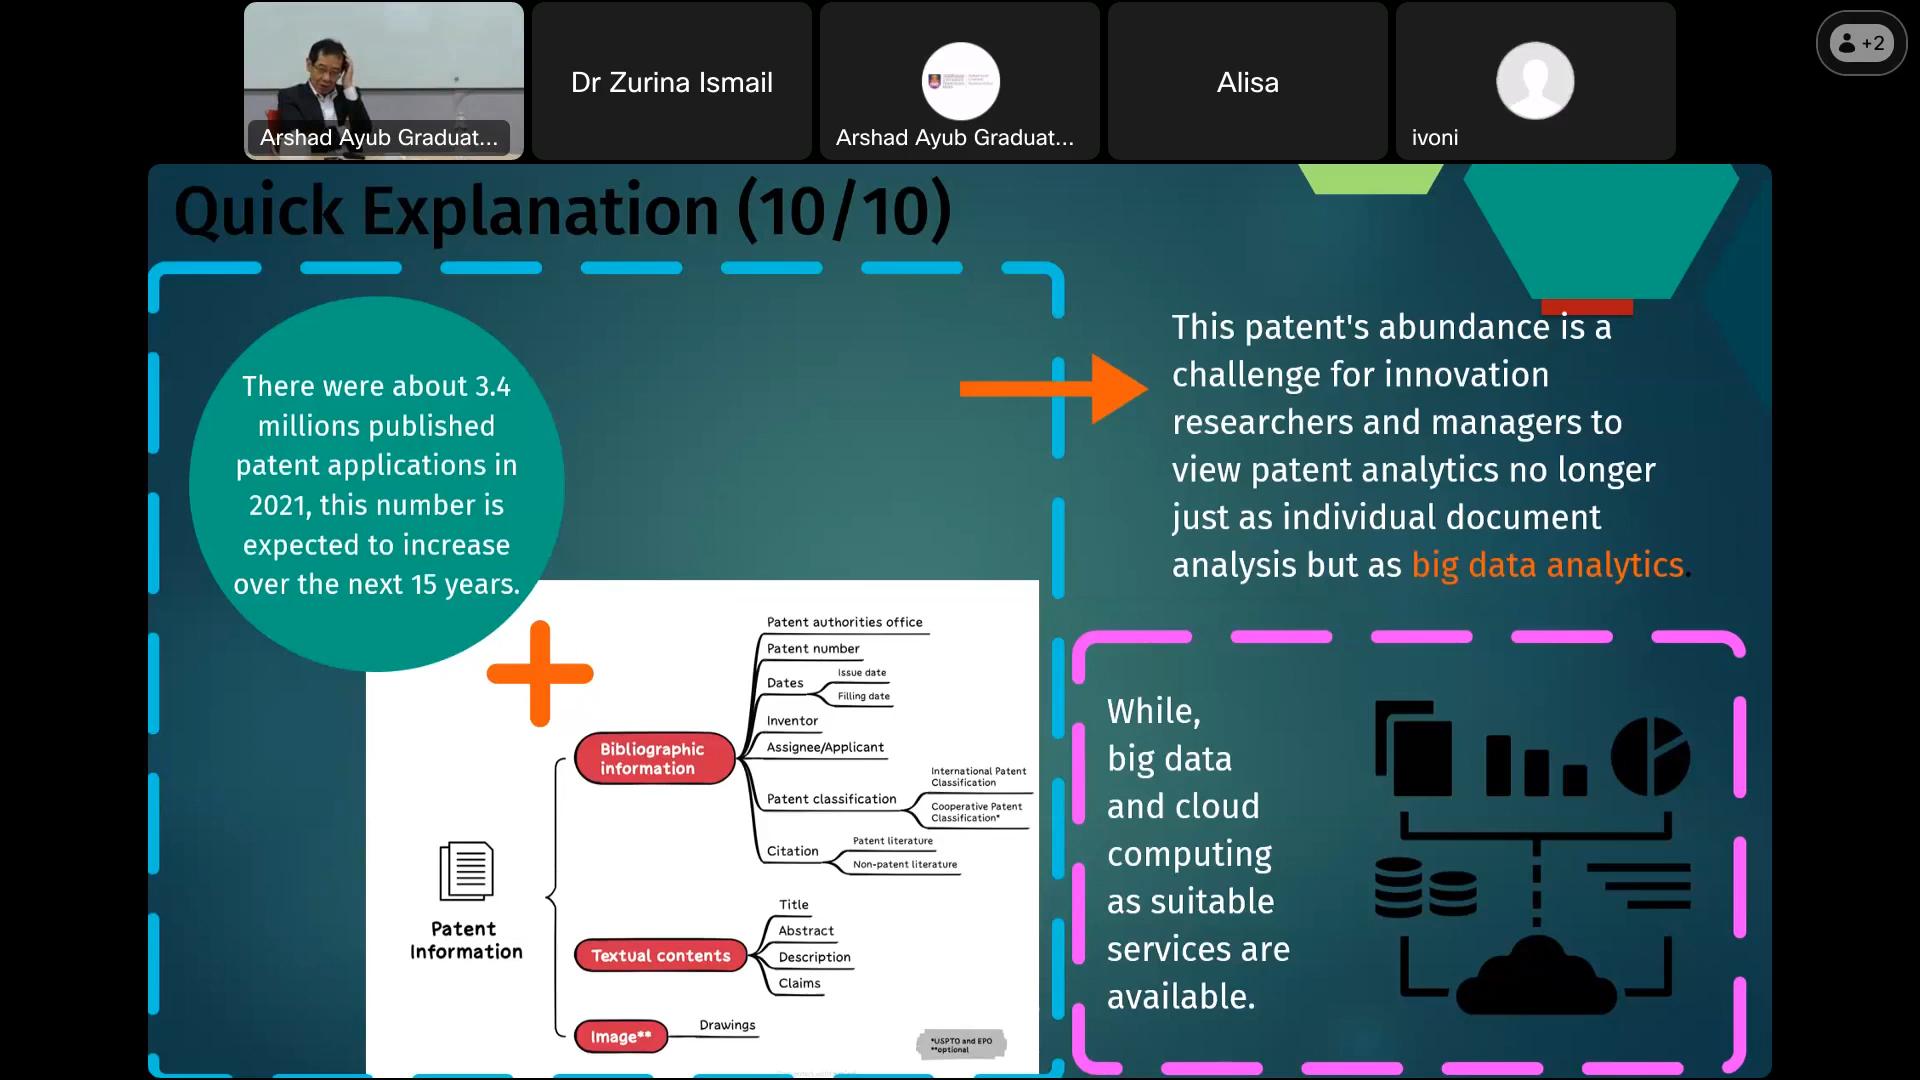 Arshad Ayub Graduat...
Dr Zurina Ismail
Arshad Ayub Graduat...
Alisa
ivoni
+2
Quick Explanation (10/10)
There were about 3.4
millions published
patent applications in
2021, this number is
expected to increase
over the next 15 years.
This patent's abundance is a
challenge for innovation
researchers and managers to
view patent analytics no longer
just as individual document
analysis but as big data analytics.
Patent
Information
Bibliographic
information
Patent authorities office
Patent number
Dates
Issue date
Filling date
Inventor
Assignee/Applicant
Patent classification
International Patent
Classification
Cooperative Patent
Classification*
Citation
Patent literature
Non-patent literature
Textual contents
Title
Abstract
Description
Claims
Image**
Drawings
*USPTO and EPO
**optional
While,
big data
and cloud
computing
as suitable
services are
available.